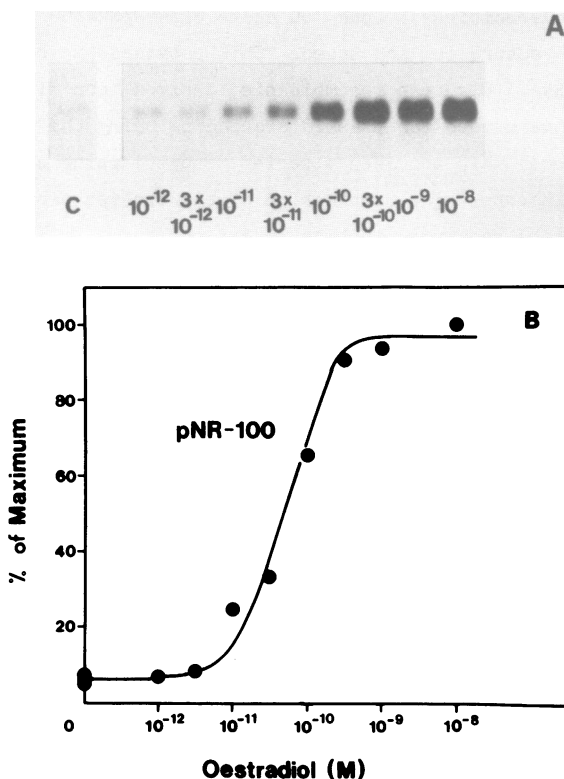 A
C 10⁻¹² 3x 10⁻¹² 10⁻¹¹ 3x 10⁻¹¹ 10⁻¹⁰ 3x 10⁻¹⁰ 10⁻⁹ 10⁻⁸
B
100
80
60
40
20
pNR-100
% of Maximum
0 10⁻¹² 10⁻¹¹ 10⁻¹⁰ 10⁻⁹ 10⁻⁸
Oestradiol (M)